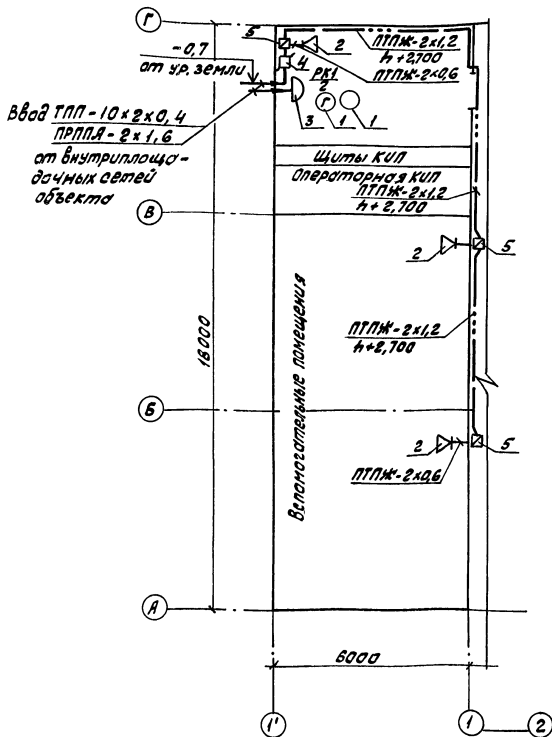 Г
5
2
ПТПЖ-2х1,2
h+2,700
ПТПЖ-2х0,6
-0,7
от ур. земли
4
РК1
2
Г
3
1
1
Ввод ТПП-10х2х0,4
ПРППЯ-2х1,6
от внутриплоща-
дочных сетей
объекта
Щиты КИП
Операторная КИП
ПТПЖ-2х1,2
h+2,700
В
2
5
18000
Вспомогательные помещения
ПТПЖ-2х1,2
h+2,700
Б
2
5
ПТПЖ-2х0,6
А
6000
1'
1
2